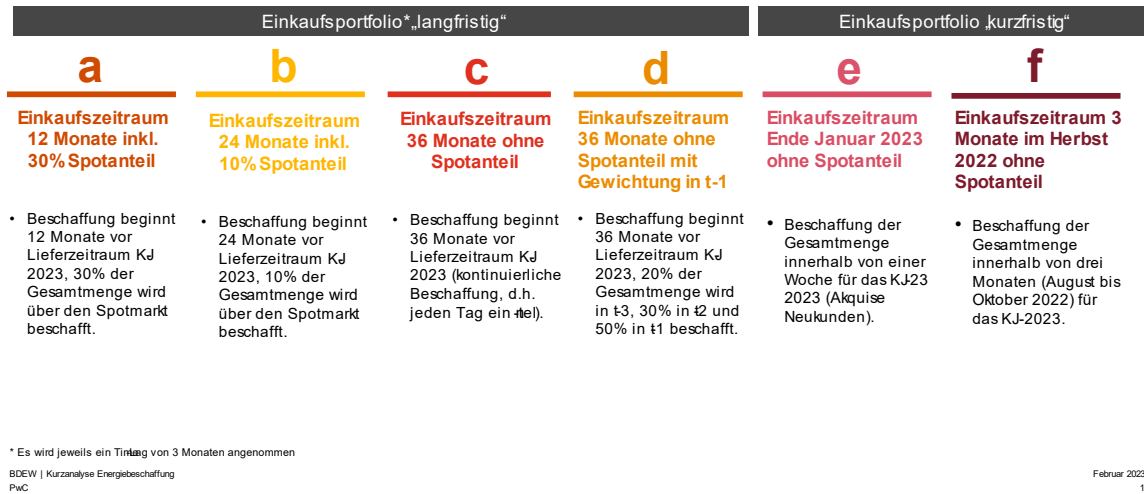 Einkaufsportfolio*„langfristig“
Einkaufsportfolio „kurzfristig“
a
Einkaufszeitraum
12 Monate inkl.
30% Spotanteil
• Beschaffung beginnt
12 Monate vor
Lieferzeitraum KJ
2023, 30% der
Gesamtmenge wird
über den Spotmarkt
beschafft.
b
Einkaufszeitraum
24 Monate inkl.
10% Spotanteil
• Beschaffung beginnt
24 Monate vor
Lieferzeitraum KJ
2023, 10% der
Gesamtmenge wird
über den Spotmarkt
beschafft.
c
Einkaufszeitraum
36 Monate ohne
Spotanteil
• Beschaffung beginnt
36 Monate vor
Lieferzeitraum KJ
2023 (kontinuierliche
Beschaffung, d.h.
jeden Tag ein -tel).
d
Einkaufszeitraum
36 Monate ohne
Spotanteil mit
Gewichtung in t-1
• Beschaffung beginnt
36 Monate vor
Lieferzeitraum KJ
2023, 20% der
Gesamtmenge wird
in t-3, 30% in t-2 und
50% in t-1 beschafft.
e
Einkaufszeitraum
Ende Januar 2023
ohne Spotanteil
• Beschaffung der
Gesamtmenge
innerhalb von einer
Woche für das KJ-23
2023 (Akquise
Neukunden).
f
Einkaufszeitraum 3
Monate im Herbst
2022 ohne
Spotanteil
• Beschaffung der
Gesamtmenge
innerhalb von drei
Monaten (August bis
Oktober 2022) für
das KJ-2023.
* Es wird jeweils ein Time-Lag von 3 Monaten angenommen
BDEW | Kurzanalyse Energiebeschaffung
PwC
Februar 2023
1